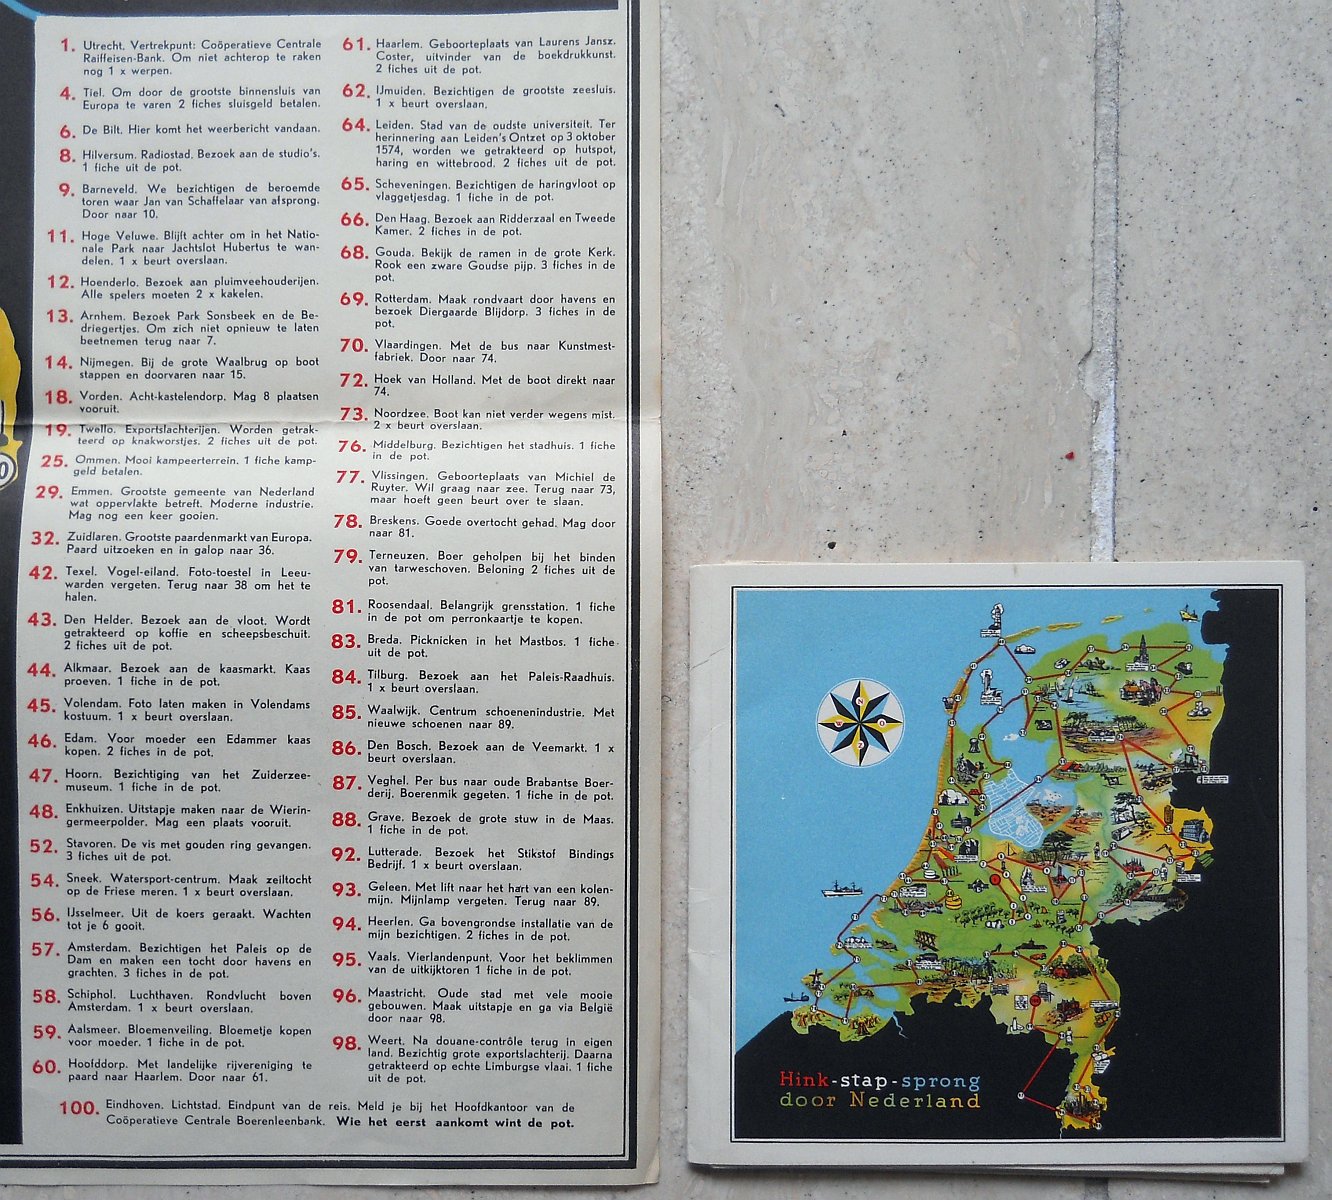 1. Utrecht. Vertrekpunt: Coöperatieve Centrale
Raiffeisen-Bank. Om niet achterop te raken
nog 1 x werpen.
4. Tiel. Om door de grootste binnensluis van
Europa te varen 2 fiches sluisgeld betalen.
6. De Bilt. Hier komt het weerbericht vandaan.
8. Hilversum. Radiostad. Bezoek aan de studio's.
1 fiche uit de pot.
9. Barneveld. We bezichtigen de beroemde
toren waar Jan van Schaffelaar van afsprong.
Door naar 10.
11. Hoge Veluwe. Blijft achter om in het Natio-
nale Park naar Jachtslot Hubertus te wan-
delen. 1 x beurt overslaan.
12. Hoenderlo. Bezoek aan pluimveehouderijen.
Alle spelers moeten 2 x kakelen.
13. Arnhem. Bezoek Park Sonsbeek en de Be-
driegertjes. Om zich niet opnieuw te laten
beetnemen terug naar 7.
14. Nijmegen. Bij de grote Waalbrug op boot
stappen en doorvaren naar 15.
18. Vorden. Acht-kastelendorp. Mag 8 plaatsen
vooruit.
19. Twello. Exportslachterijen. Worden getrak-
teerd op knakworstjes. 2 fiches uit de pot.
25. Ommen. Mooi kampeerterrein. 1 fiche kamp-
geld betalen.
29. Emmen. Grootste gemeente van Nederland
wat oppervlakte betreft. Moderne industrie.
Mag nog een keer gooien.
32. Zuidlaren. Grootste paardenmarkt van Europa.
Paard uitzoeken en in galop naar 36.
42. Texel. Vogel-eiland. Foto-toestel in Leeu-
warden vergeten. Terug naar 38 om het te
halen.
43. Den Helder. Bezoek aan de vloot. Wordt
getrakteerd op koffie en scheepsbeschuit.
2 fiches uit de pot.
44. Alkmaar. Bezoek aan de kaasmarkt. Kaas
proeven. 1 fiche in de pot.
45. Volendam. Foto laten maken in Volendams
kostuum. 1 x beurt overslaan.
46. Edam. Voor moeder een Edammer kaas
kopen. 2 fiches in de pot.
47. Hoorn. Bezichtiging van het Zuiderzee-
museum. 1 fiche in de pot.
48. Enkhuizen. Uitstapje maken naar de Wierin-
germeerpolder. Mag een plaats vooruit.
52. Stavoren. De vis met gouden ring gevangen.
3 fiches uit de pot.
54. Sneek. Watersport-centrum. Maak zeiltocht
op de Friese meren. 1 x beurt overslaan.
56. IJsselmeer. Uit de koers geraakt. Wachten
tot je 6 gooit.
57. Amsterdam. Bezichtigen het Paleis op de
Dam en maken een tocht door havens en
grachten. 3 fiches in de pot.
58. Schiphol. Luchthaven. Rondvlucht boven
Amsterdam. 1 x beurt overslaan.
59. Aalsmeer. Bloemenveiling. Bloemetje kopen
voor moeder. 1 fiche in de pot.
60. Hoofddorp. Met landelijke rijvereniging te
paard naar Haarlem. Door naar 61.
61. Haarlem. Geboorteplaats van Laurens Jansz.
Coster, uitvinder van de boekdrukkunst.
2 fiches uit de pot.
62. IJmuiden. Bezichtigen de grootste zeesluis.
1 x beurt overslaan.
64. Leiden. Stad van de oudste universiteit. Ter
herinnering aan Leiden's Ontzet op 3 oktober
1574, worden we getrakteerd op hutspot,
haring en wittebrood. 2 fiches uit de pot.
65. Scheveningen. Bezichtigen de haringvloot op
vlaggetjesdag. 1 fiche in de pot.
66. Den Haag. Bezoek aan Ridderzaal en Tweede
Kamer. 2 fiches in de pot.
68. Gouda. Bekijk de ramen in de grote Kerk.
Rook een zware Goudse pijp. 3 fiches in de
pot.
69. Rotterdam. Maak rondvaart door havens en
bezoek Diergaarde Blijdorp. 3 fiches in de
pot.
70. Vlaardingen. Met de bus naar Kunstmest-
fabriek. Door naar 74.
72. Hoek van Holland. Met de boot direkt naar
74.
73. Noordzee. Boot kan niet verder wegens mist.
2 x beurt overslaan.
76. Middelburg. Bezichtigen het stadhuis. 1 fiche
in de pot.
77. Vlissingen. Geboorteplaats van Michiel de
Ruyter. Wil graag naar zee. Terug naar 73,
maar hoeft geen beurt over te slaan.
78. Breskens. Goede overtocht gehad. Mag door
naar 81.
79. Terneuzen. Boer geholpen bij het binden
van tarweschoven. Beloning 2 fiches uit de
pot.
81. Roosendaal. Belangrijk grensstation. 1 fiche
in de pot om perronkaartje te kopen.
83. Breda. Picknicken in het Mastbos. 1 fiche
uit de pot.
84. Tilburg. Bezoek aan het Paleis-Raadhuis.
1 x beurt overslaan.
85. Waalwijk. Centrum schoenenindustrie. Met
nieuwe schoenen naar 89.
86. Den Bosch. Bezoek aan de Veemarkt. 1 x
beurt overslaan.
87. Veghel. Per bus naar oude Brabantse Boer-
derij. Boerenmik gegeten. 1 fiche in de pot.
88. Grave. Bezoek de grote stuw in de Maas.
1 fiche in de pot.
92. Lutterade. Bezoek het Stikstof Bindings
Bedrijf. 1 x beurt overslaan.
93. Geleen. Met lift naar het hart van een kolen-
mijn. Mijnlamp vergeten. Terug naar 89.
94. Heerlen. Ga bovengrondse installatie van de
mijn bezichtigen. 2 fiches in de pot.
95. Vaals. Vierlandenpunt. Voor het beklimmen
van de uitkijktoren 1 fiche in de pot.
96. Maastricht. Oude stad met vele mooie
gebouwen. Maak uitstapje en ga via België
door naar 98.
98. Weert. Na douane-contrôle terug in eigen
land. Bezichtig grote exportslachterij. Daarna
getrakteerd op echte Limburgse vlaai. 1 fiche
uit de pot.
100. Eindhoven. Lichtstad. Eindpunt van de reis. Meld je bij het Hoofdkantoor van de
Coöperatieve Centrale Boerenleenbank. Wie het eerst aankomt wint de pot.
Hink-stap-sprong
door Nederland